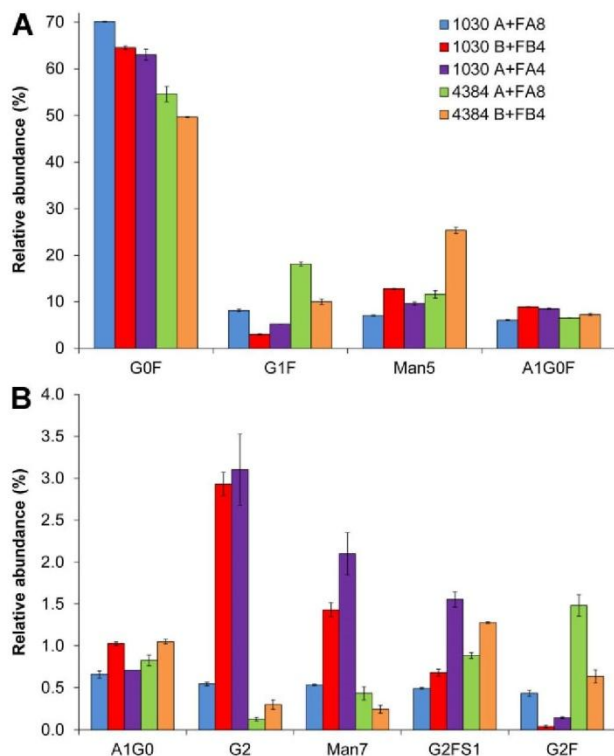 A
Relative abundance (%)
70
60
50
40
30
20
10
0
1030 A+FA8
1030 B+FB4
1030 A+FA4
4384 A+FA8
4384 B+FB4
G0F G1F Man5 A1G0F
B
Relative abundance (%)
4.0
3.5
3.0
2.5
2.0
1.5
1.0
0.5
0.0
A1G0 G2 Man7 G2FS1 G2F